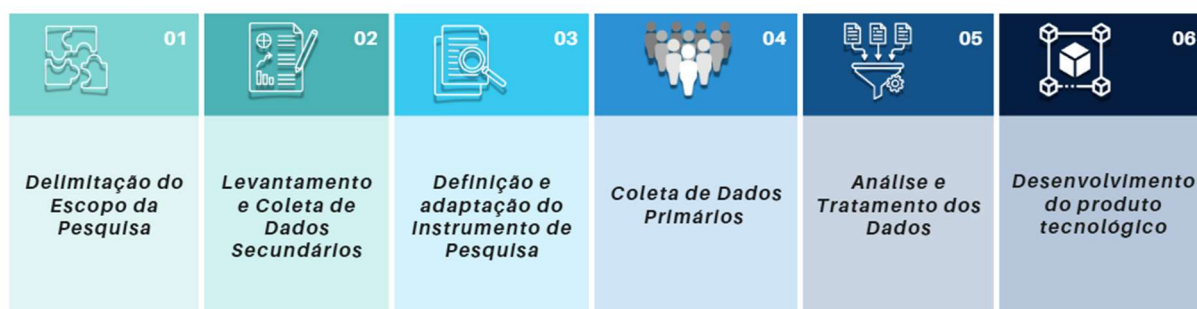 01
Delimitação do
Escopo da
Pesquisa
02
Levantamento
e Coleta de
Dados
Secundários
03
Definição e
adaptação do
Instrumento de
Pesquisa
04
Coleta de Dados
Primários
05
Análise e
Tratamento dos
Dados
06
Desenvolvimento
do produto
tecnológico